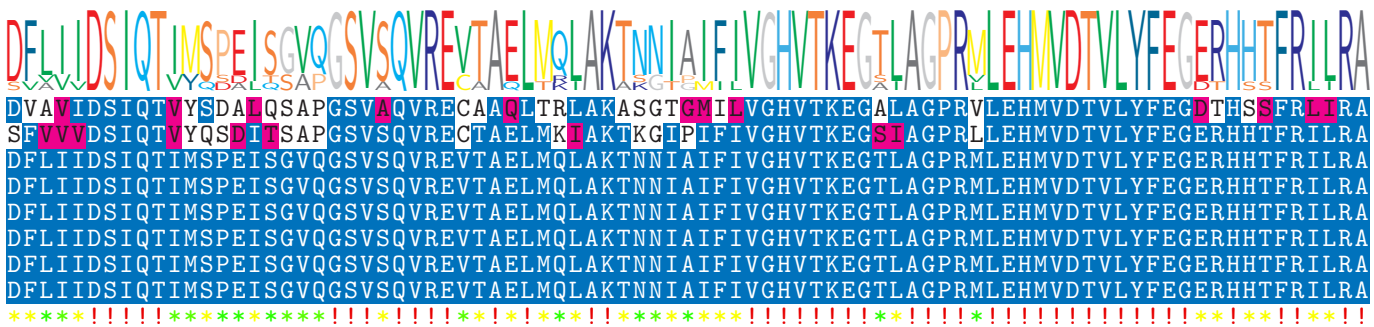 DFLIIDSIQTIMSPEISGVQGSVSQVREVTAELMQLAKTNNIAIFIVGHVTKEGTLAGPRMLEHMVDTVLYFEGERHHTFRILRA
DVAVIDSIQTVYSDALQSAPGSVAQVRECAAQLTRLAKASGTGMILVGHVTKEGALAGPRVLEHMVDTVLYFEGDTHSSFRLIRA
SFVVVDSIQTVYQSDITSAPGSVSQVRECTAELMKIAKTKGIPIFIVGHVTKEGSIAGPRLLEHMVDTVLYFEGERHHTFRILRA
DFLIIDSIQTIMSPEISGVQGSVSQVREVTAELMQLAKTNNIAIFIVGHVTKEGTLAGPRMLEHMVDTVLYFEGERHHTFRILRA
DFLIIDSIQTIMSPEISGVQGSVSQVREVTAELMQLAKTNNIAIFIVGHVTKEGTLAGPRMLEHMVDTVLYFEGERHHTFRILRA
DFLIIDSIQTIMSPEISGVQGSVSQVREVTAELMQLAKTNNIAIFIVGHVTKEGTLAGPRMLEHMVDTVLYFEGERHHTFRILRA
DFLIIDSIQTIMSPEISGVQGSVSQVREVTAELMQLAKTNNIAIFIVGHVTKEGTLAGPRMLEHMVDTVLYFEGERHHTFRILRA
DFLIIDSIQTIMSPEISGVQGSVSQVREVTAELMQLAKTNNIAIFIVGHVTKEGTLAGPRMLEHMVDTVLYFEGERHHTFRILRA
DFLIIDSIQTIMSPEISGVQGSVSQVREVTAELMQLAKTNNIAIFIVGHVTKEGTLAGPRMLEHMVDTVLYFEGERHHTFRILRA
*****!!!!!**********!!!*!!!!**!*!***!!********!!!!!!!!**!!!!*!!!!!!!!!!!!!**!**!!**!!